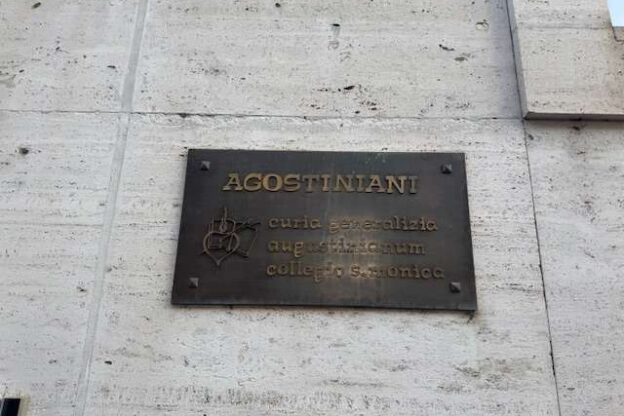 AGOSTINIANI
curia generalizia
augustinianum
collegio s. monica